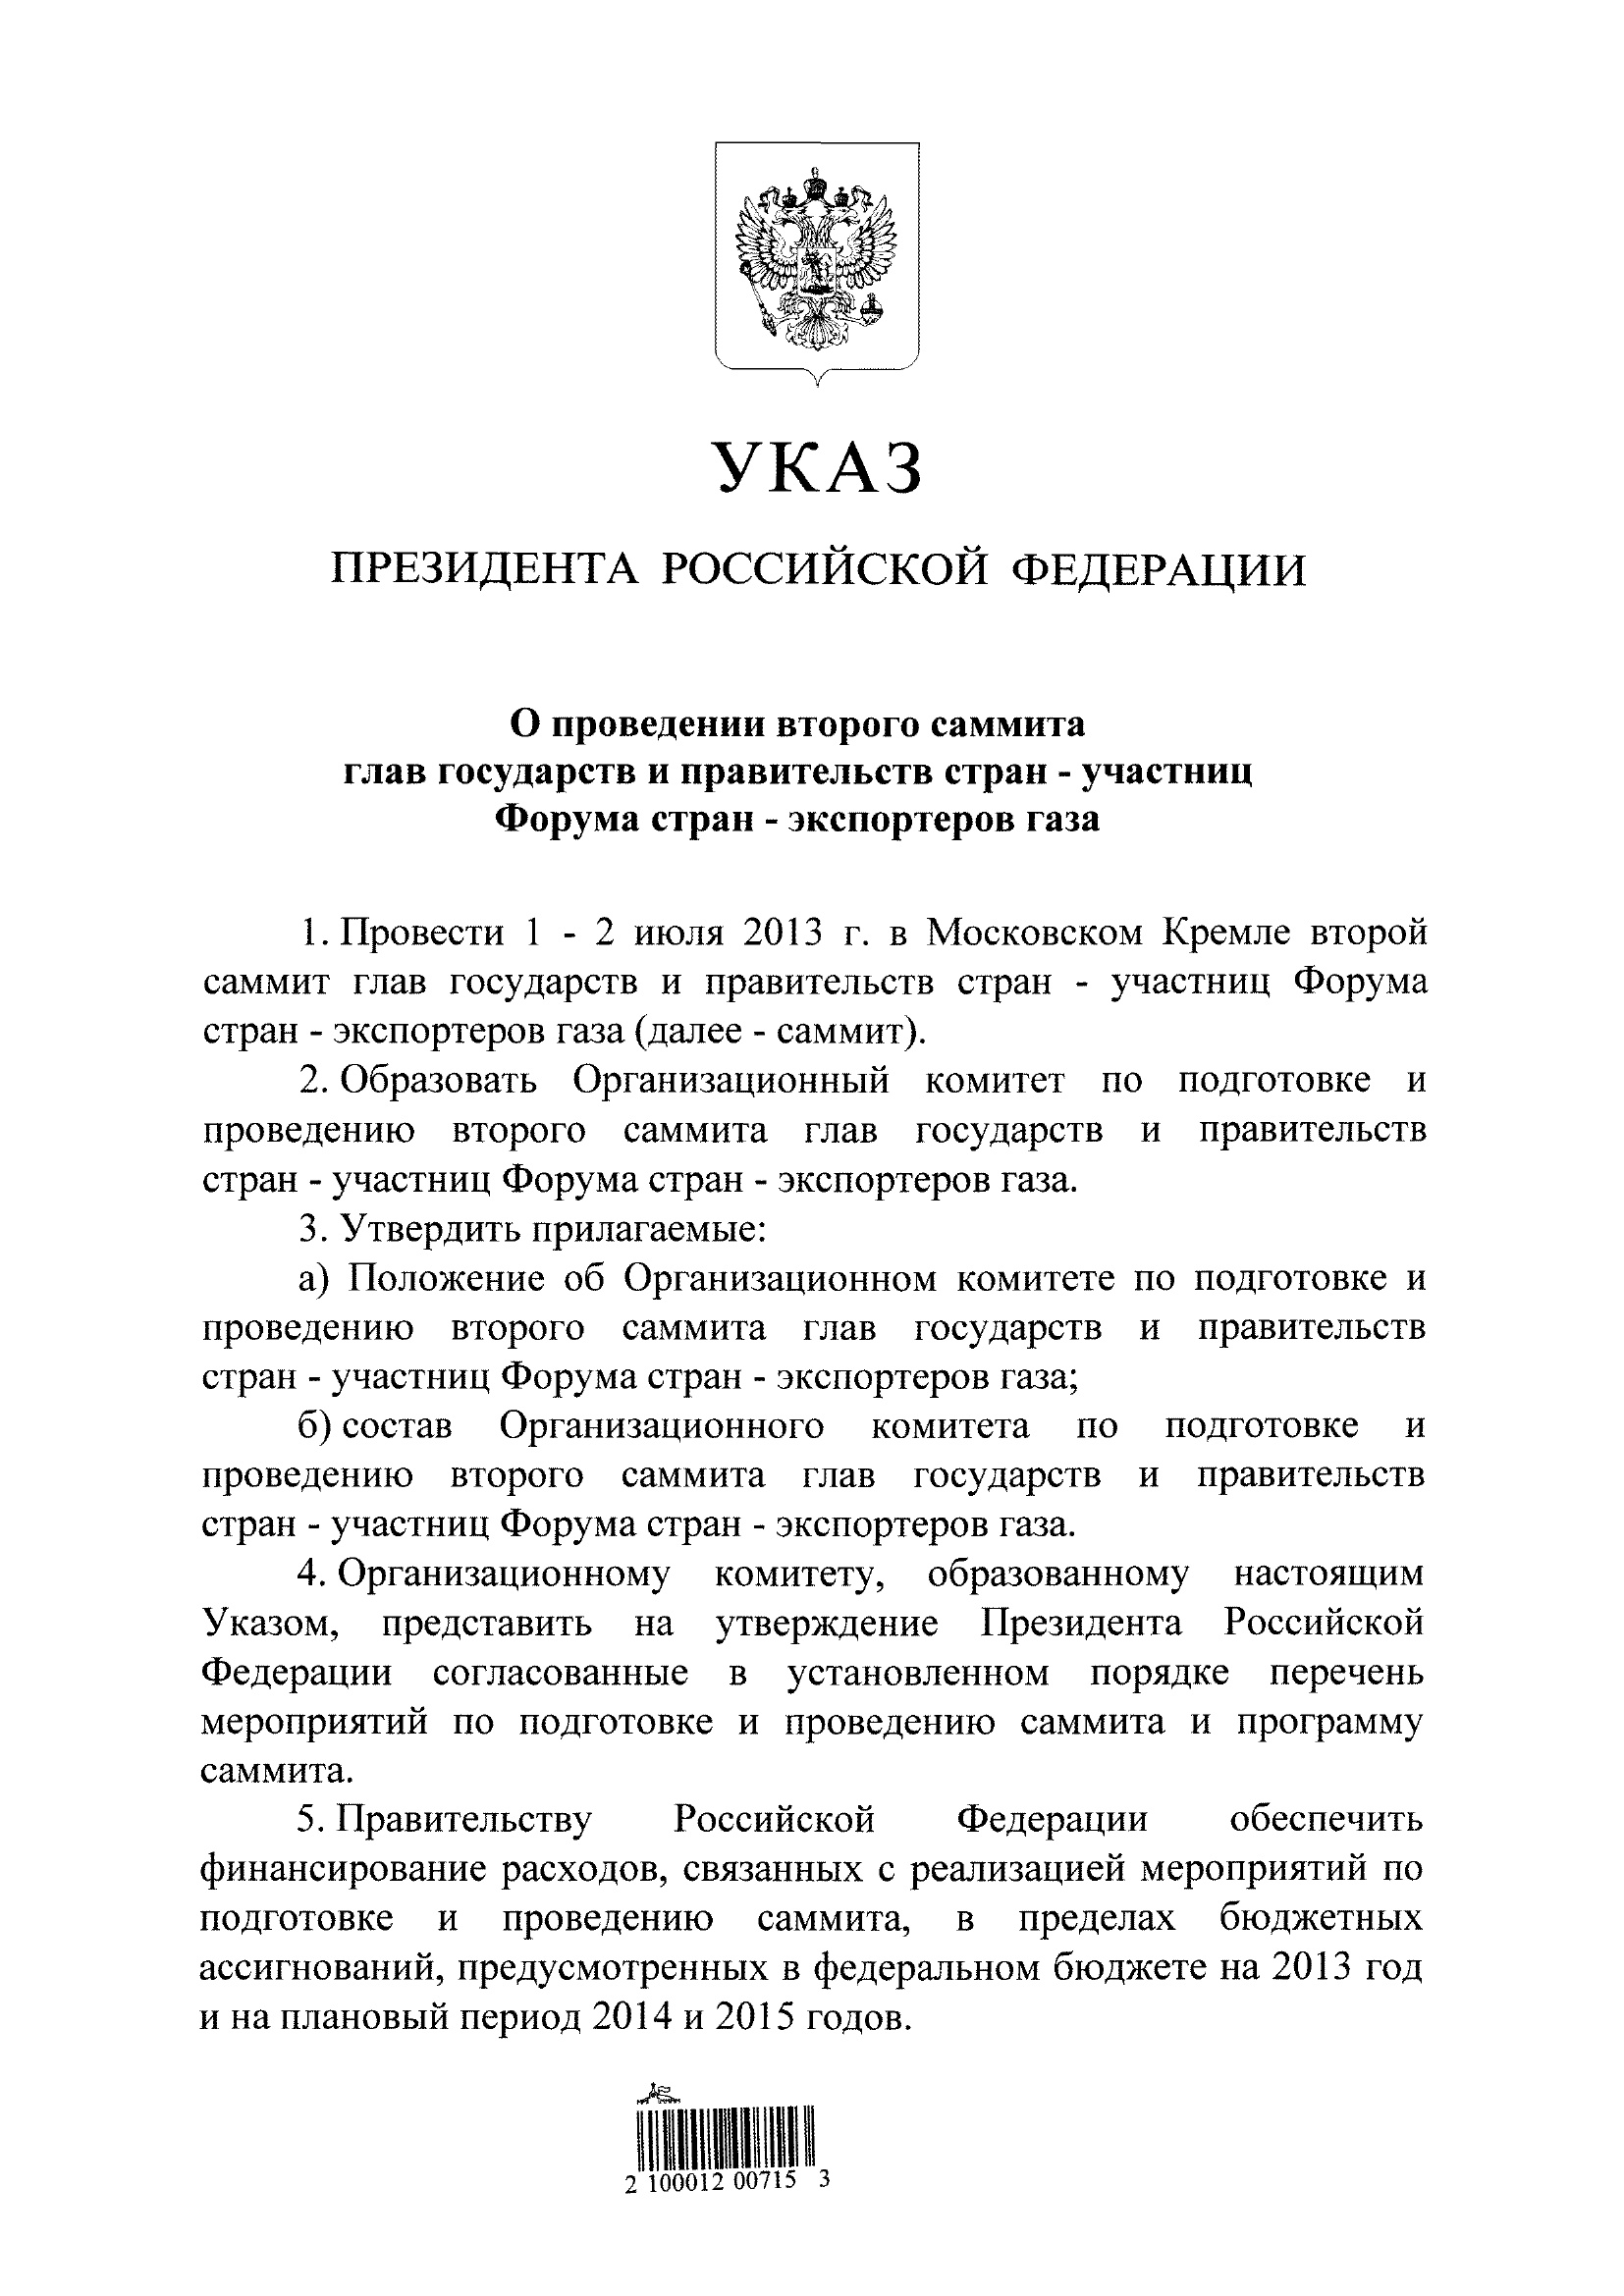 УКАЗ
ПРЕЗИДЕНТА РОССИЙСКОЙ ФЕДЕРАЦИИ
О проведении второго саммита
глав государств и правительств стран - участниц
Форума стран - экспортеров газа
1. Провести 1 - 2 июля 2013 г. в Московском Кремле второй
саммит глав государств и правительств стран - участниц Форума
стран - экспортеров газа (далее - саммит).
2. Образовать Организационный комитет по подготовке и
проведению второго саммита глав государств и правительств
стран - участниц Форума стран - экспортеров газа.
3. Утвердить прилагаемые:
а) Положение об Организационном комитете по подготовке и
проведению второго саммита глав государств и правительств
стран - участниц Форума стран - экспортеров газа;
б) состав Организационного комитета по подготовке и
проведению второго саммита глав государств и правительств
стран - участниц Форума стран - экспортеров газа.
4. Организационному комитету, образованному настоящим
Указом, представить на утверждение Президента Российской
Федерации согласованные в установленном порядке перечень
мероприятий по подготовке и проведению саммита и программу
саммита.
5. Правительству Российской Федерации обеспечить
финансирование расходов, связанных с реализацией мероприятий по
подготовке и проведению саммита, в пределах бюджетных
ассигнований, предусмотренных в федеральном бюджете на 2013 год
и на плановый период 2014 и 2015 годов.
2 100012 00715 3